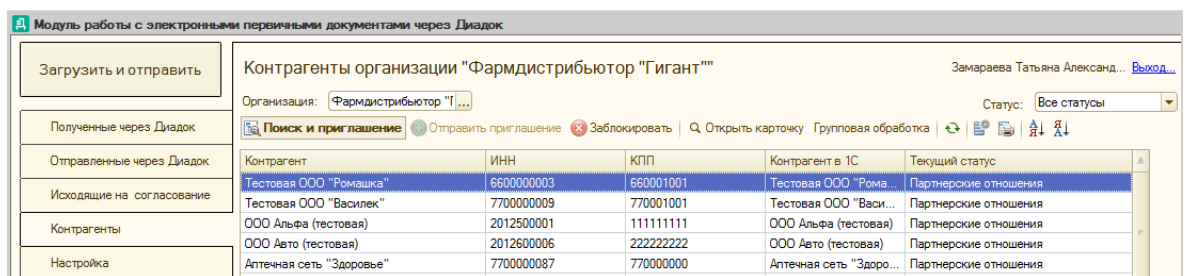 Модуль работы с электронными первичными документами через Диадок
Загрузить и отправить
Полученные через Диадок
Отправленные через Диадок
Исходящие на согласование
Контрагенты
Настройка
Контрагенты организации "Фармдистрибьютор "Гигант""
Замараева Татьяна Александ... Выход...
Организация: Фармдистрибьютор "Г ...
Статус: Все статусы
Поиск и приглашение Отправить приглашение Заблокировать Открыть карточку Групповая обработка
Контрагент ИНН КПП Контрагент в 1С Текущий статус
Тестовая ООО "Ромашка" 6600000003 660001001 Тестовая ООО "Рома... Партнерские отношения
Тестовая ООО "Василек" 7700000009 770001001 Тестовая ООО "Васи... Партнерские отношения
ООО Альфа (тестовая) 2012500001 111111111 ООО Альфа (тестовая) Партнерские отношения
ООО Авто (тестовая) 2012600006 222222222 ООО Авто (тестовая) Партнерские отношения
Аптечная сеть "Здоровье" 7700000087 770000000 Аптечная сеть "Здоро... Партнерские отношения